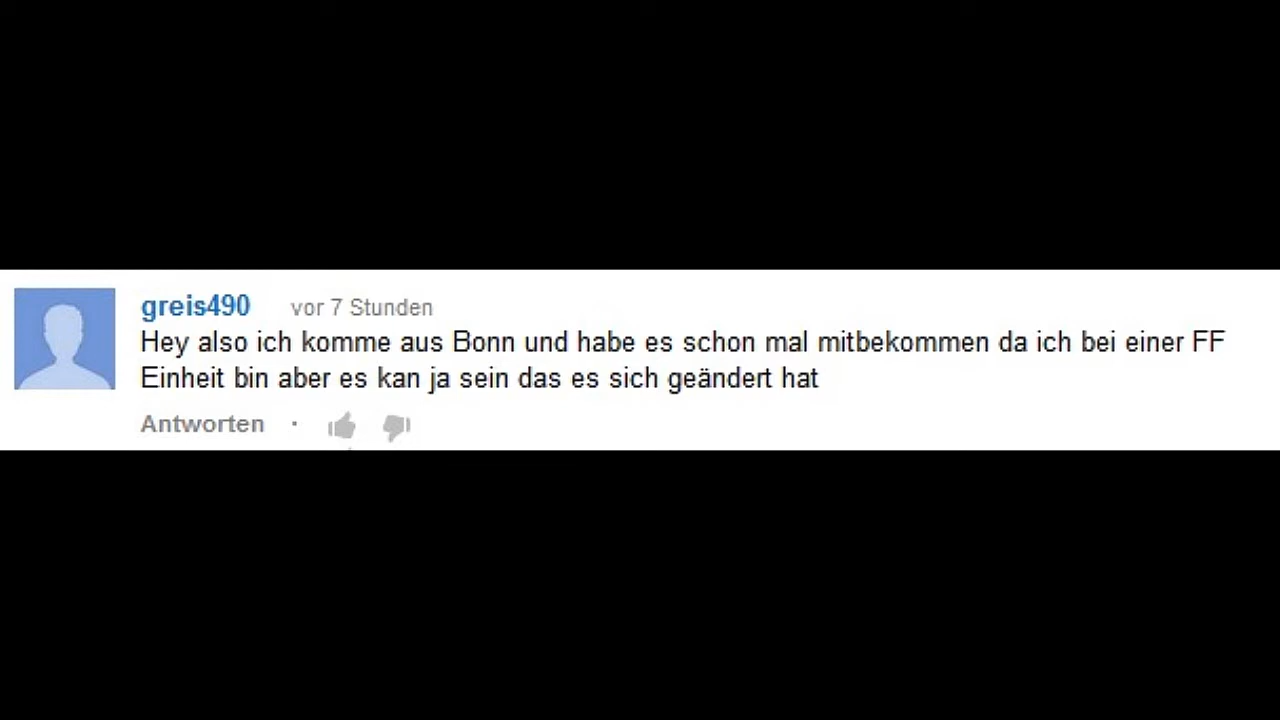 greis490 vor 7 Stunden
Hey also ich komme aus Bonn und habe es schon mal mitbekommen da ich bei einer FF
Einheit bin aber es kan ja sein das es sich geändert hat
Antworten ·